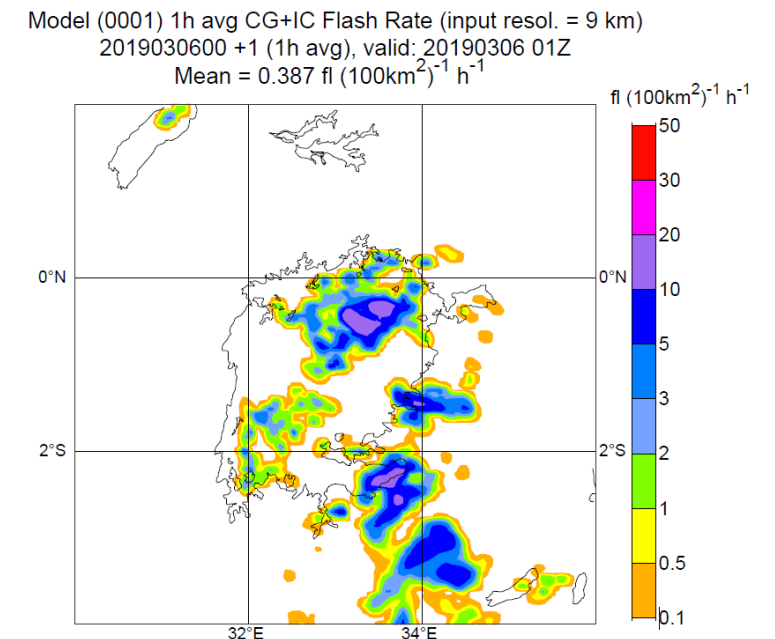 Model (0001) 1h avg CG+IC Flash Rate (input resol. = 9 km)
2019030600 +1 (1h avg), valid: 20190306 01Z
Mean = 0.387 fl (100km²)⁻¹ h⁻¹
fl (100km²)⁻¹ h⁻¹
50
30
20
0°N
0°N
10
5
3
2°S
2°S
2
1
0.5
0.1
32°E
34°E